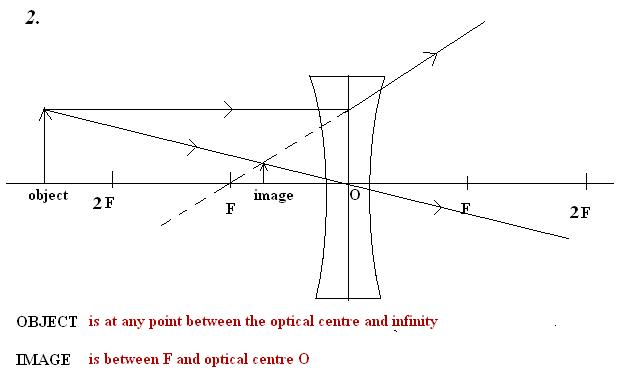 2.
object 2F F image O F 2F
OBJECT is at any point between the optical centre and infinity
IMAGE is between F and optical centre O